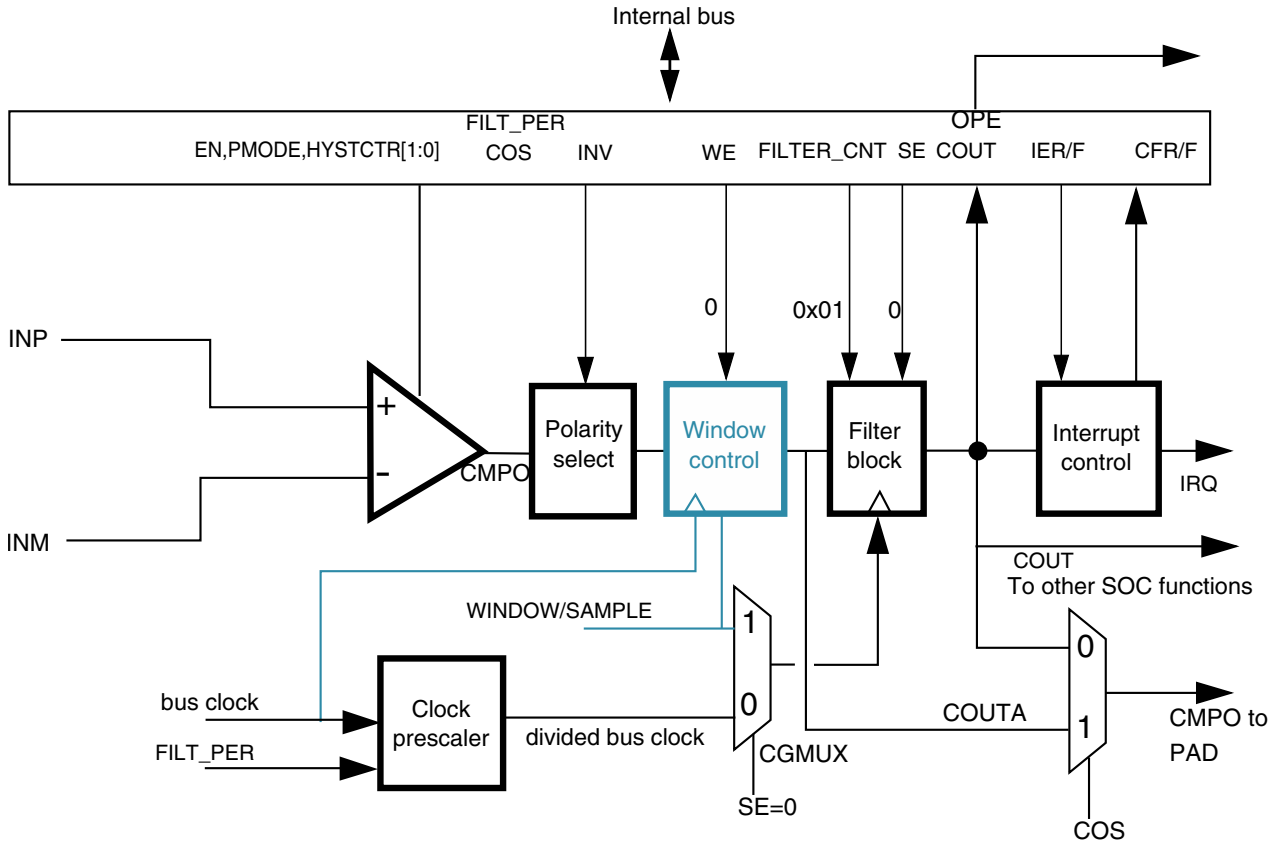 Internal bus
FILT_PER
OPE
EN,PMODE,HYSTCTR[1:0]
COS
INV
WE
FILTER_CNT
SE
COUT
IER/F
CFR/F
0
0x01
0
INP
+
-
INM
CMPO
Polarity
select
Window
control
Filter
block
Interrupt
control
IRQ
COUT
To other SOC functions
WINDOW/SAMPLE
1
0
0
1
bus clock
FILT_PER
Clock
prescaler
divided bus clock
CGMUX
SE=0
COUTA
CMPO to
PAD
COS